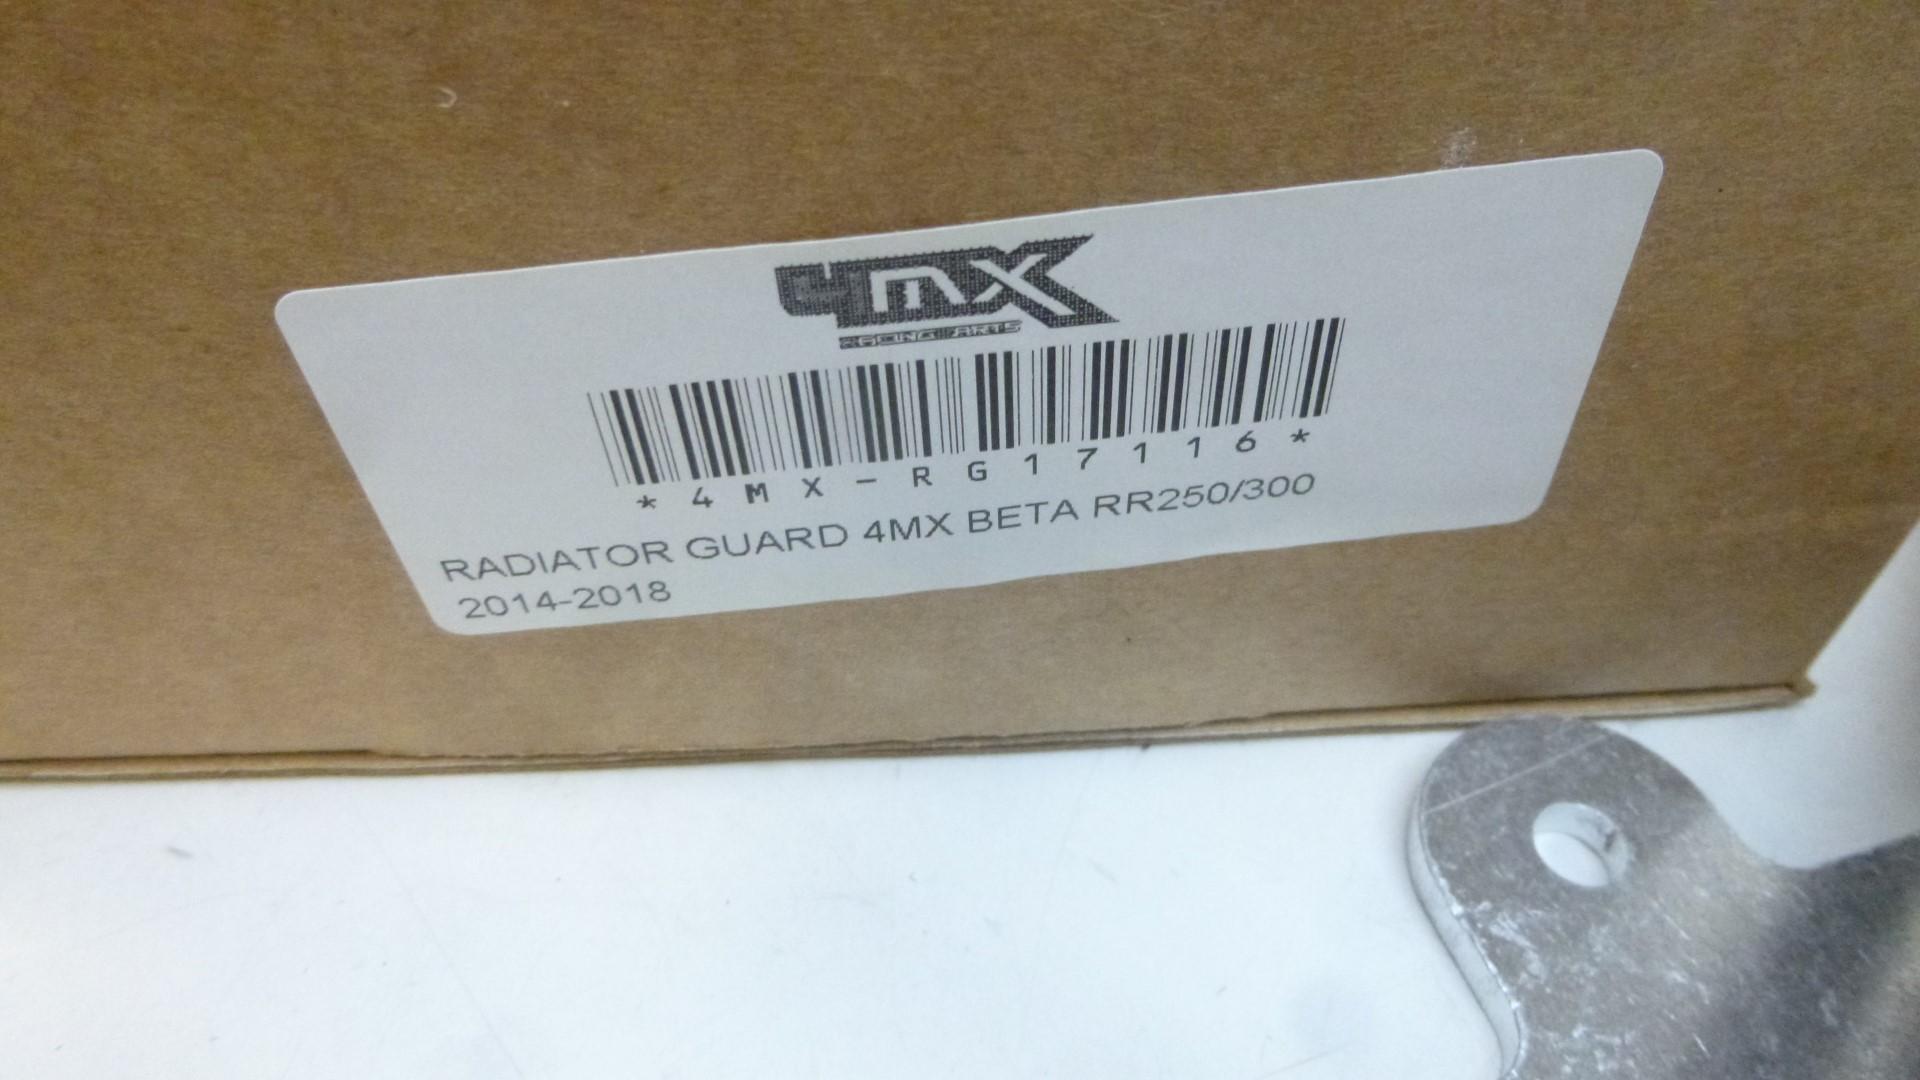 4MX
RACING PARTS
*4MX-RG17116*
RADIATOR GUARD 4MX BETA RR250/300
2014-2018